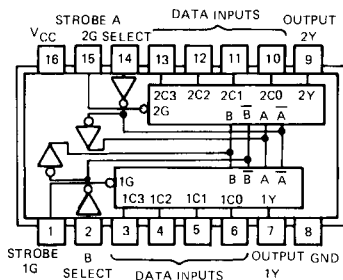 STROBE A DATA INPUTS OUTPUT
VCC 2G SELECT 2Y
16 15 14 13 12 11 10 9
2C3 2C2 2C1 2C0 2Y
2G
B B̅ A A̅
B B̅ A A̅
1G
1C3 1C2 1C1 1C0 1Y
1 2 3 4 5 6 7 8
STROBE B OUTPUT GND
1G SELECT DATA INPUTS 1Y